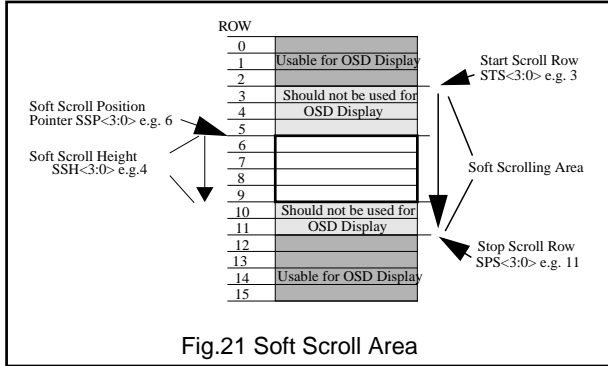 ROW
0
1
2
3
4
5
6
7
8
9
10
11
12
13
14
15
Usable for OSD Display
Should not be used for
OSD Display
Should not be used for
OSD Display
Usable for OSD Display
Soft Scroll Position
Pointer SSP<3:0> e.g. 6
Soft Scroll Height
SSH<3:0> e.g.4
Start Scroll Row
STS<3:0> e.g. 3
Soft Scrolling Area
Stop Scroll Row
SPS<3:0> e.g. 11
Fig.21 Soft Scroll Area